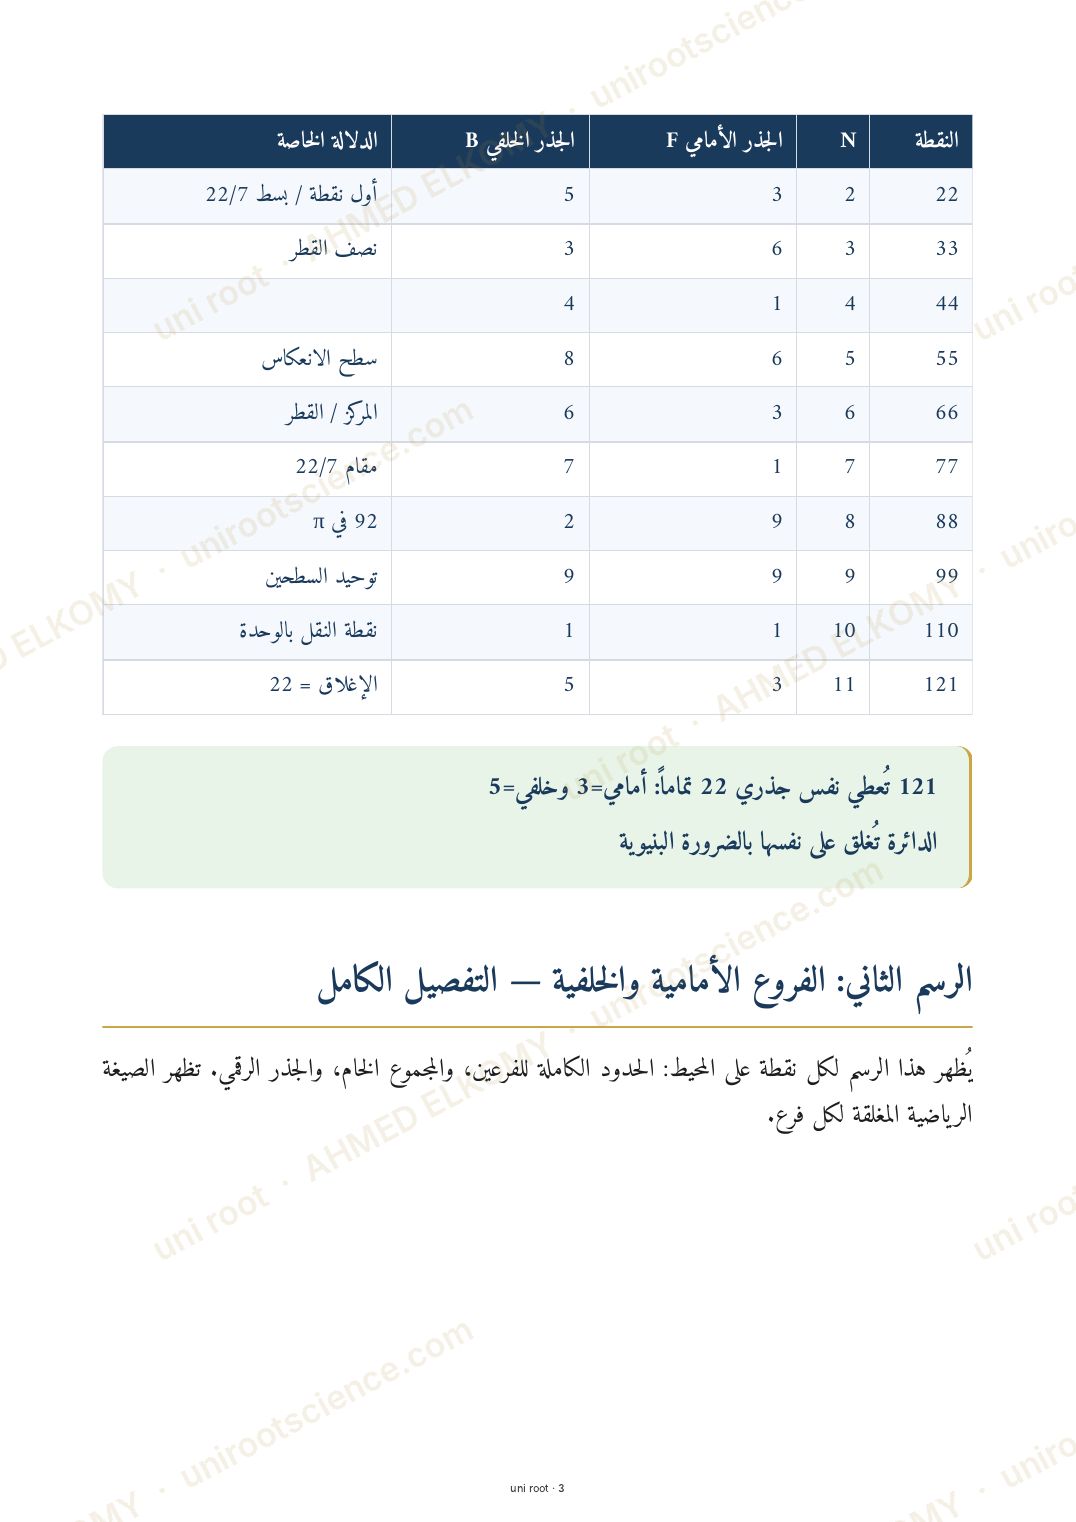 النقطة N الجذر الأمامي F الجذر الخلفي B الدلالة الخاصة
22 2 3 5 أول نقطة / بسط 22/7
33 3 6 3 نصف القطر
44 4 1 4
55 5 6 8 سطح الانعكاس
66 6 3 6 المركز / القطر
77 7 1 7 مقام 22/7
88 8 9 2 92 في π
99 9 9 9 توحيد السطحين
110 10 1 1 نقطة النقل بالوحدة
121 11 3 5 الإغلاق = 22
121 تُعطي نفس جذري 22 تماماً: أمامي=3 وخلفي=5
الدائرة تُغلق على نفسها بالضرورة البنيوية
الرسم الثاني: الفروع الأمامية والخلفية — التفصيل الكامل
يُظهر هذا الرسم لكل نقطة على المحيط: الحدود الكاملة للفرعين، والمجموع الخام، والجذر الرقمي. تظهر الصيغة
الرياضية المغلقة لكل فرع.
uni root · AHMED ELKOMY · unirootscience.com
uni root · 3